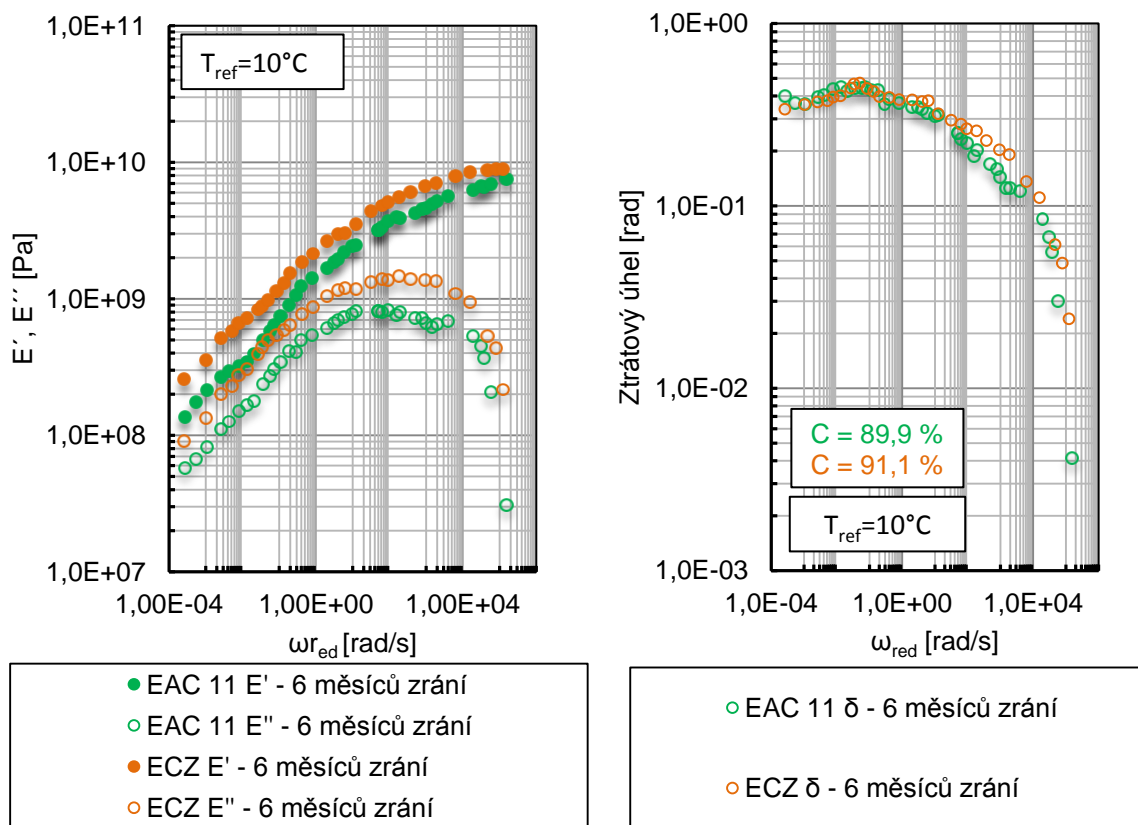 1,0E+11
1,0E+10
1,0E+09
1,0E+08
1,0E+07
E´, E´´ [Pa]
T_ref=10°C
1,00E-04 1,00E+00 1,00E+04
ωr_ed [rad/s]
EAC 11 E' - 6 měsíců zrání
EAC 11 E" - 6 měsíců zrání
ECZ E' - 6 měsíců zrání
ECZ E" - 6 měsíců zrání
1,0E+00
1,0E-01
1,0E-02
1,0E-03
Ztrátový úhel [rad]
C = 89,9 %
C = 91,1 %
T_ref=10°C
1,0E-04 1,0E+00 1,0E+04
ω_red [rad/s]
EAC 11 δ - 6 měsíců zrání
ECZ δ - 6 měsíců zrání